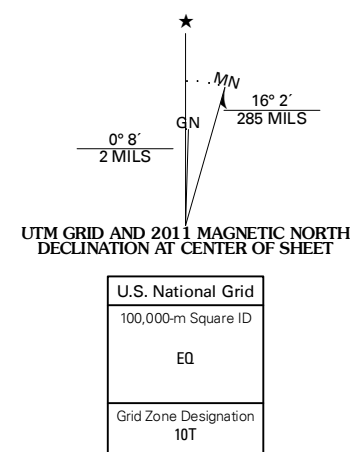 ★
MN
16° 2´
285 MILS
GN
0° 8´
2 MILS
UTM GRID AND 2011 MAGNETIC NORTH
DECLINATION AT CENTER OF SHEET
U.S. National Grid
100,000-m Square ID
EQ
Grid Zone Designation
10T